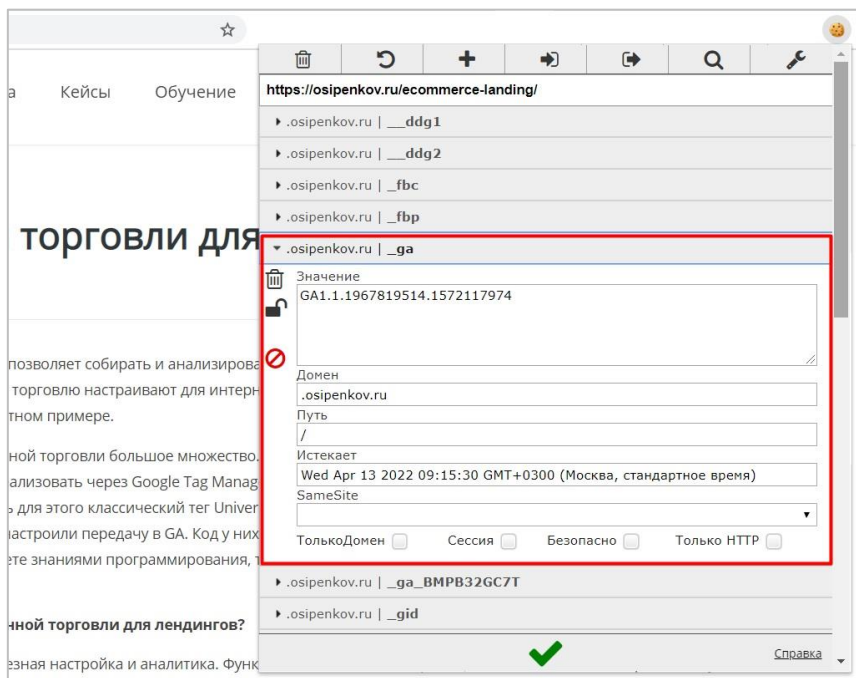 Кейсы
Обучение
торговли для
позволяет собирать и анализирова
торговлю настраивают для интерн
тном примере.
ной торговли большое множество.
ализовать через Google Tag Manag
для этого классический тег Univer
настроили передачу в GA. Код у них
ете знаниями программирования, т
нной торговли для лендингов?
езная настройка и аналитика. Функ
https://osipenkov.ru/ecommerce-landing/
.osipenkov.ru | __ddg1
.osipenkov.ru | __ddg2
.osipenkov.ru | _fbc
.osipenkov.ru | _fbp
.osipenkov.ru | _ga
Значение
GA1.1.1967819514.1572117974
Домен
.osipenkov.ru
Путь
/
Истекает
Wed Apr 13 2022 09:15:30 GMT+0300 (Москва, стандартное время)
SameSite
ТолькоДомен Сессия Безопасно Только HTTP
.osipenkov.ru | _ga_BMPB32GC7T
.osipenkov.ru | _gid
Справка